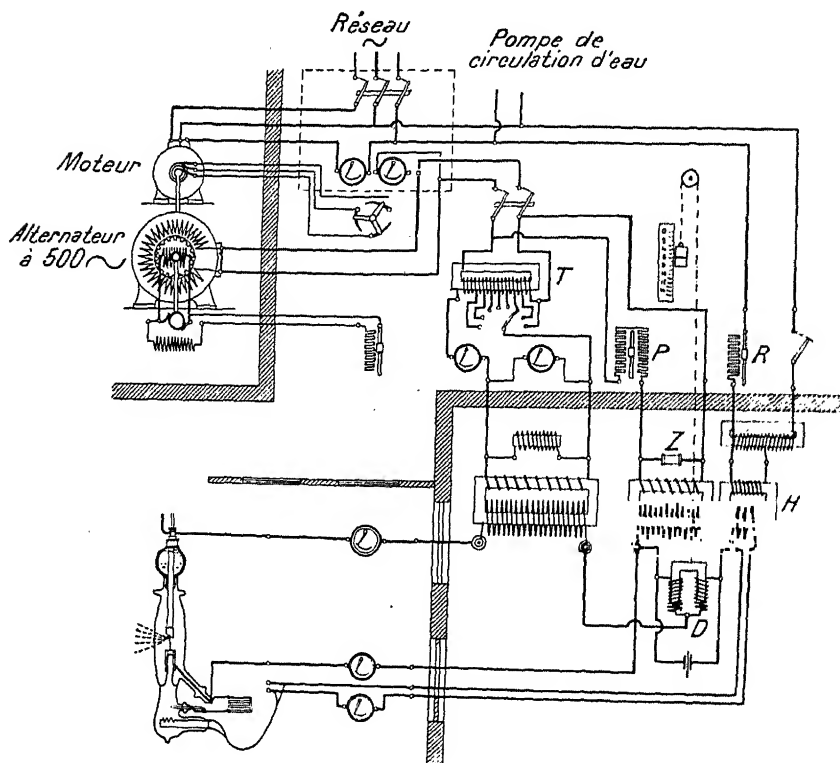 Réseau
Pompe de
circulation d'eau
Moteur
Alternateur
à 500
T
P
R
Z
H
D